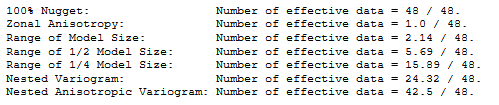 100% Nugget: Number of effective data = 48 / 48.
Zonal Anisotropy: Number of effective data = 1.0 / 48.
Range of Model Size: Number of effective data = 2.14 / 48.
Range of 1/2 Model Size: Number of effective data = 5.69 / 48.
Range of 1/4 Model Size: Number of effective data = 15.89 / 48.
Nested Variogram: Number of effective data = 24.32 / 48.
Nested Anisotropic Variogram: Number of effective data = 42.5 / 48.